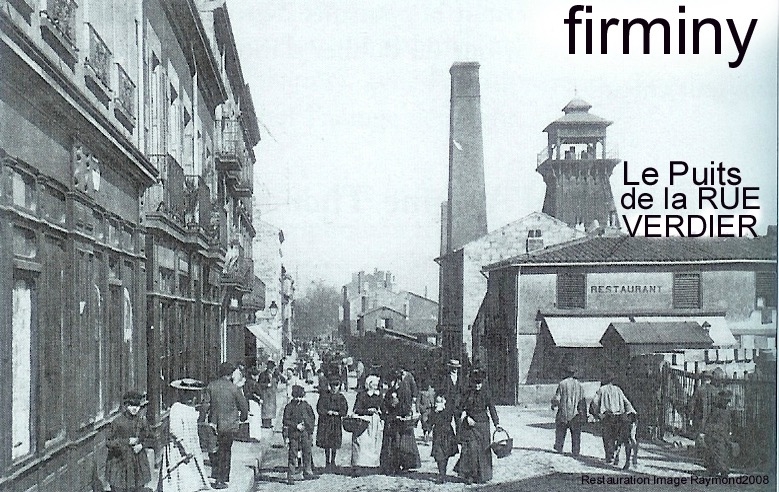 firminy
Le Puits
de la RUE
VERDIER
RESTAURANT
Restauration Image Raymond2008